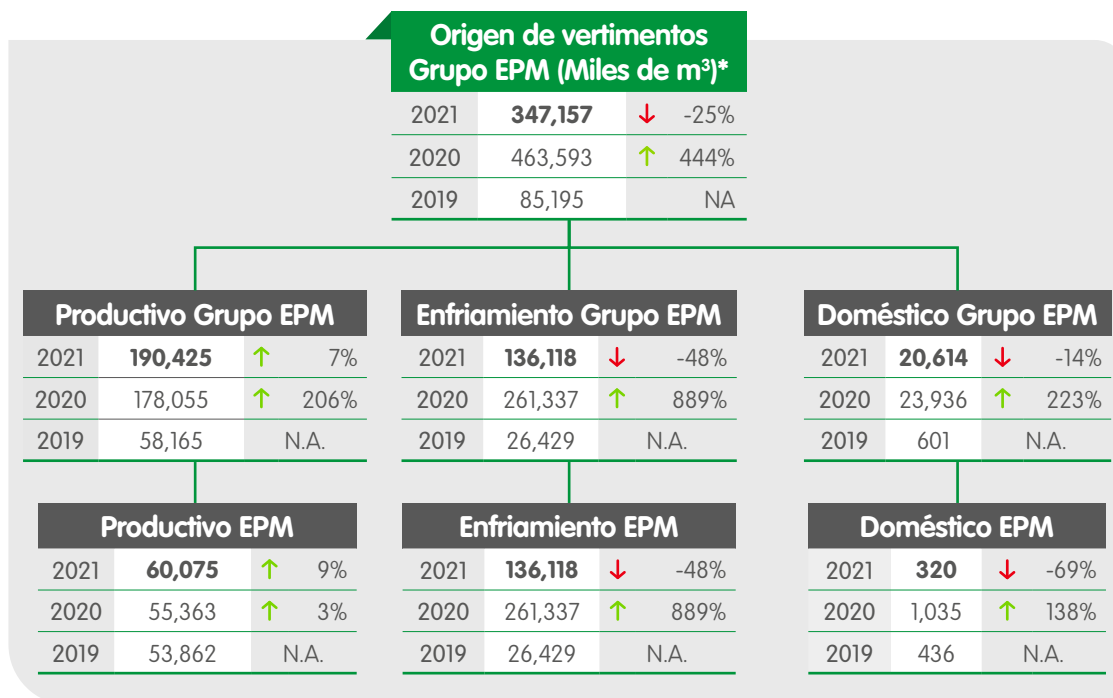 Origen de vertimentos
Grupo EPM (Miles de m³)*
2021 347,157 ↓ -25%
2020 463,593 ↑ 444%
2019 85,195 NA
Productivo Grupo EPM
2021 190,425 ↑ 7%
2020 178,055 ↑ 206%
2019 58,165 N.A.
Enfriamiento Grupo EPM
2021 136,118 ↓ -48%
2020 261,337 ↑ 889%
2019 26,429 N.A.
Doméstico Grupo EPM
2021 20,614 ↓ -14%
2020 23,936 ↑ 223%
2019 601 N.A.
Productivo EPM
2021 60,075 ↑ 9%
2020 55,363 ↑ 3%
2019 53,862 N.A.
Enfriamiento EPM
2021 136,118 ↓ -48%
2020 261,337 ↑ 889%
2019 26,429 N.A.
Doméstico EPM
2021 320 ↓ -69%
2020 1,035 ↑ 138%
2019 436 N.A.